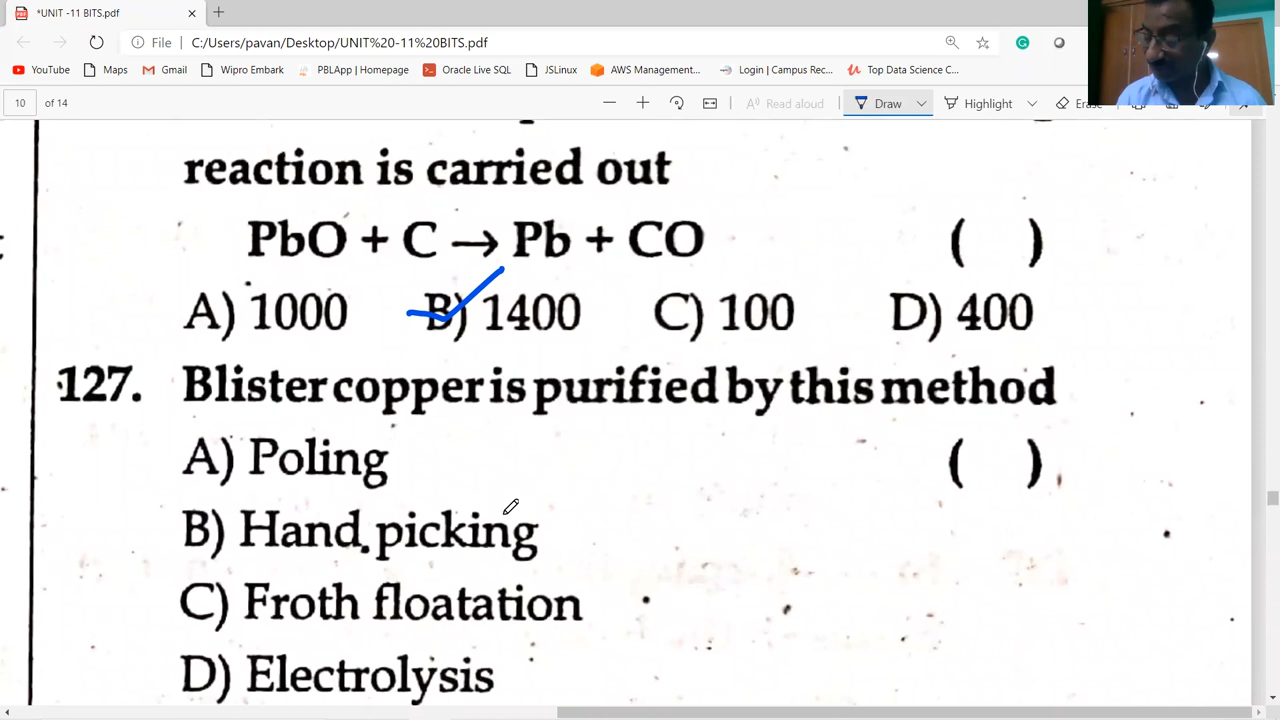 *UNIT -11 BITS.pdf
File C:/Users/pavan/Desktop/UNIT%20-11%20BITS.pdf
YouTube Maps Gmail Wipro Embark PBLApp | Homepage Oracle Live SQL JSLinux AWS Management... Login | Campus Rec... Top Data Science C...
10 of 14 Read aloud Draw Highlight
reaction is carried out
PbO + C → Pb + CO ( )
A) 1000 B) 1400 C) 100 D) 400
127. Blister copper is purified by this method
A) Poling ( )
B) Hand picking
C) Froth floatation
D) Electrolysis